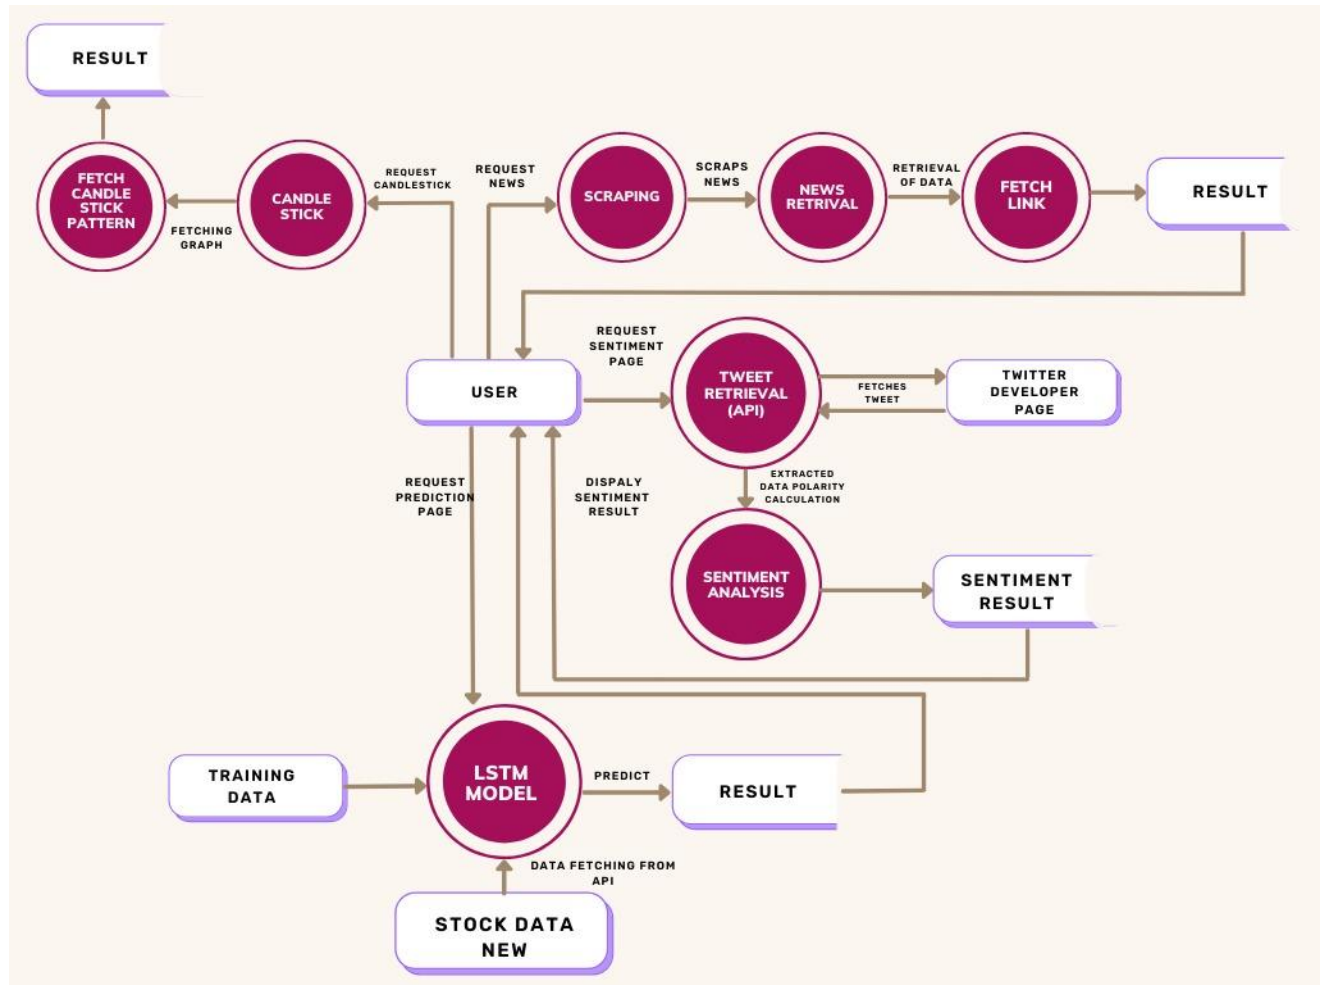 RESULT
FETCH
CANDLE
STICK
PATTERN
FETCHING
GRAPH
CANDLE
STICK
REQUEST
CANDLESTICK
REQUEST
NEWS
SCRAPING
SCRAPS
NEWS
NEWS
RETRIVAL
RETRIEVAL
OF DATA
FETCH
LINK
RESULT
USER
REQUEST
SENTIMENT
PAGE
TWEET
RETRIEVAL
(API)
FETCHES
TWEET
TWITTER
DEVELOPER
PAGE
REQUEST
PREDICTION
PAGE
DISPALY
SENTIMENT
RESULT
EXTRACTED
DATA POLARITY
CALCULATION
SENTIMENT
ANALYSIS
SENTIMENT
RESULT
TRAINING
DATA
LSTM
MODEL
PREDICT
RESULT
DATA FETCHING FROM
API
STOCK DATA
NEW